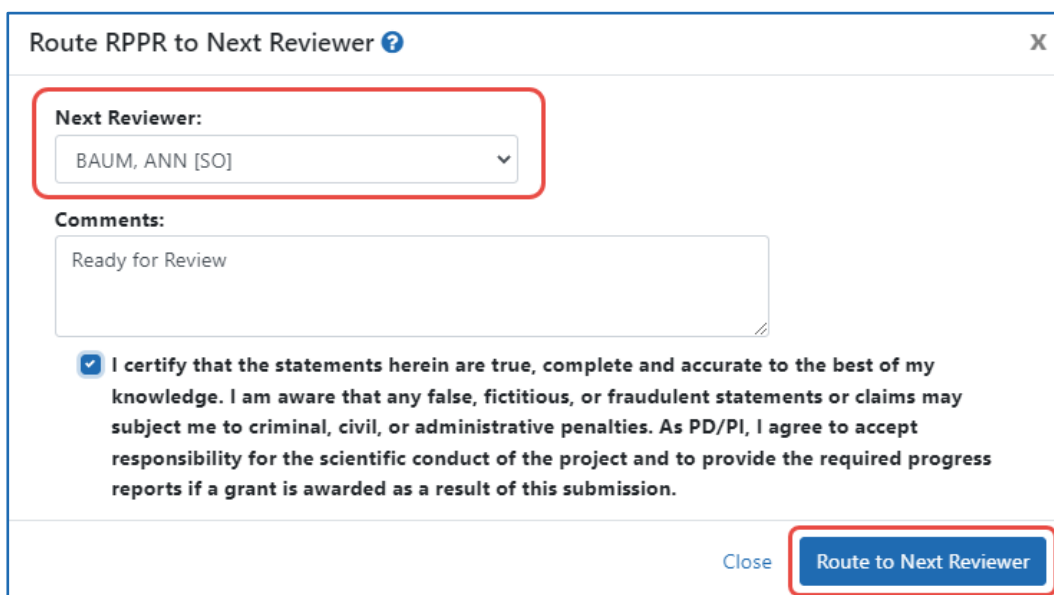 Route RPPR to Next Reviewer ?
X
Next Reviewer:
BAUM, ANN [SO]
Comments:
Ready for Review
I certify that the statements herein are true, complete and accurate to the best of my
knowledge. I am aware that any false, fictitious, or fraudulent statements or claims may
subject me to criminal, civil, or administrative penalties. As PD/PI, I agree to accept
responsibility for the scientific conduct of the project and to provide the required progress
reports if a grant is awarded as a result of this submission.
Close
Route to Next Reviewer